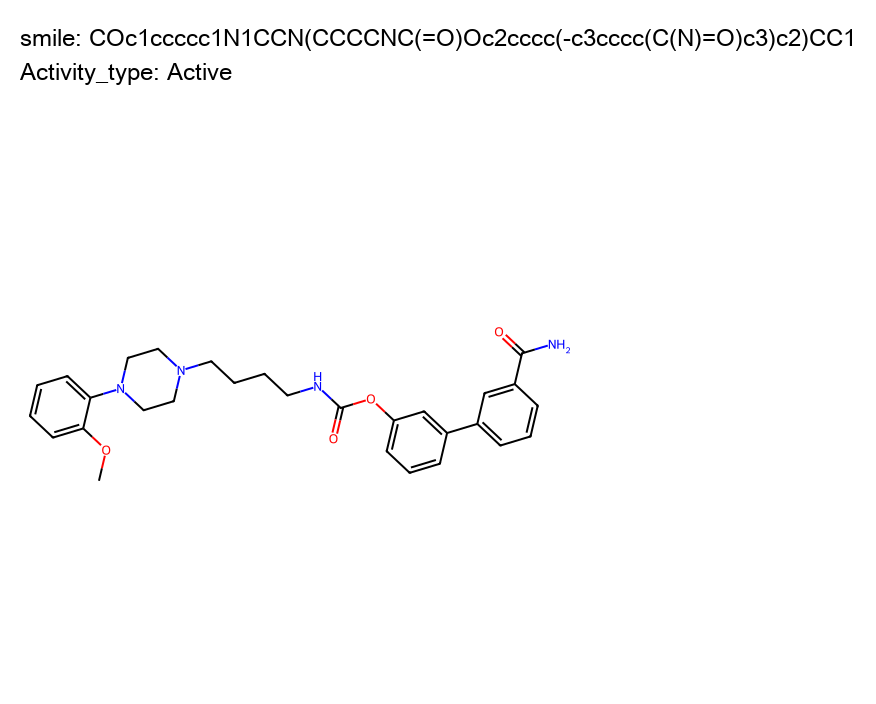 smile: COc1ccccc1N1CCN(CCCCNC(=O)Oc2cccc(-c3cccc(C(N)=O)c3)c2)CC1
Activity_type: Active
O
NH2
N
H
N
O
N
O
O